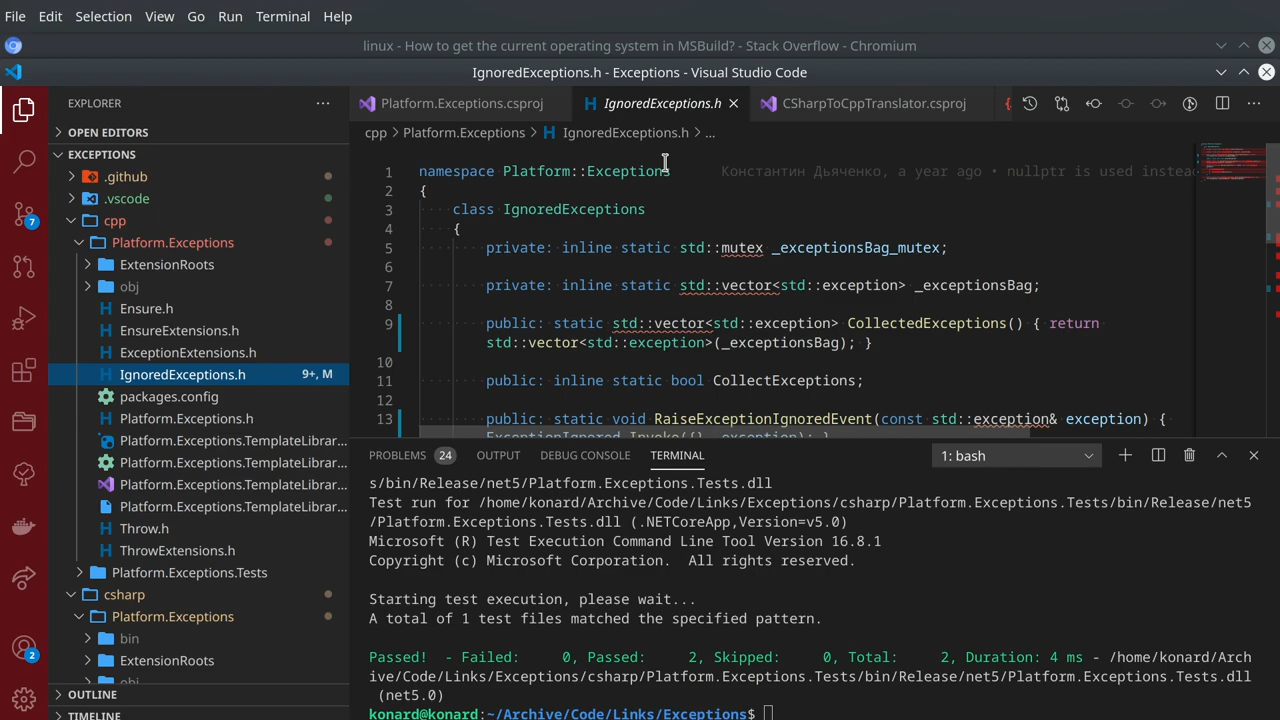 File Edit Selection View Go Run Terminal Help
linux - How to get the current operating system in MSBuild? - Stack Overflow - Chromium
IgnoredExceptions.h - Exceptions - Visual Studio Code
EXPLORER
OPEN EDITORS
EXCEPTIONS
.github
.vscode
cpp
Platform.Exceptions
ExtensionRoots
obj
Ensure.h
EnsureExtensions.h
ExceptionExtensions.h
IgnoredExceptions.h 9+, M
packages.config
Platform.Exceptions.h
Platform.Exceptions.TemplateLibrar...
Platform.Exceptions.TemplateLibrar...
Platform.Exceptions.TemplateLibrar...
Platform.Exceptions.TemplateLibrar...
Throw.h
ThrowExtensions.h
Platform.Exceptions.Tests
csharp
Platform.Exceptions
bin
ExtensionRoots
obj
OUTLINE
TIMELINE
7
2
Platform.Exceptions.csproj IgnoredExceptions.h CSharpToCppTranslator.csproj
cpp > Platform.Exceptions > IgnoredExceptions.h > ...
1 namespace Platform::Exceptions Константин Дьяченко, a year ago • nullptr is used instead
2 {
3 class IgnoredExceptions
4 {
5 private: inline static std::mutex _exceptionsBag_mutex;
6
7 private: inline static std::vector<std::exception> _exceptionsBag;
8
9 public: static std::vector<std::exception> CollectedExceptions() { return
std::vector<std::exception>(_exceptionsBag); }
10
11 public: inline static bool CollectExceptions;
12
13 public: static void RaiseExceptionIgnoredEvent(const std::exception& exception) {
ExceptionIgnored.Invoke({}, exception); }
PROBLEMS 24 OUTPUT DEBUG CONSOLE TERMINAL 1: bash
s/bin/Release/net5/Platform.Exceptions.Tests.dll
Test run for /home/konard/Archive/Code/Links/Exceptions/csharp/Platform.Exceptions.Tests/bin/Release/net5
/Platform.Exceptions.Tests.dll (.NETCoreApp,Version=v5.0)
Microsoft (R) Test Execution Command Line Tool Version 16.8.1
Copyright (c) Microsoft Corporation. All rights reserved.
Starting test execution, please wait...
A total of 1 test files matched the specified pattern.
Passed! - Failed: 0, Passed: 2, Skipped: 0, Total: 2, Duration: 4 ms - /home/konard/Arch
ive/Code/Links/Exceptions/csharp/Platform.Exceptions.Tests/bin/Release/net5/Platform.Exceptions.Tests.dll
(net5.0)
konard@konard:~/Archive/Code/Links/Exceptions$